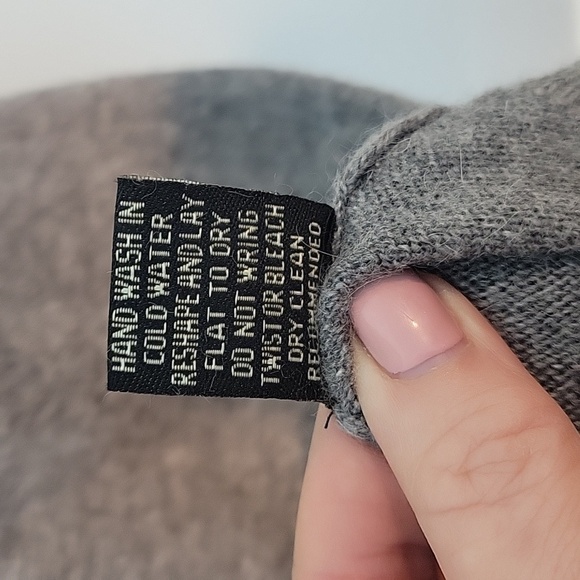 HAND WASH IN
COLD WATER
RESHAPE AND LAY
FLAT TO DRY
DO NOT WRING
TWIST OR BLEACH
DRY CLEAN
RECOMMENDED